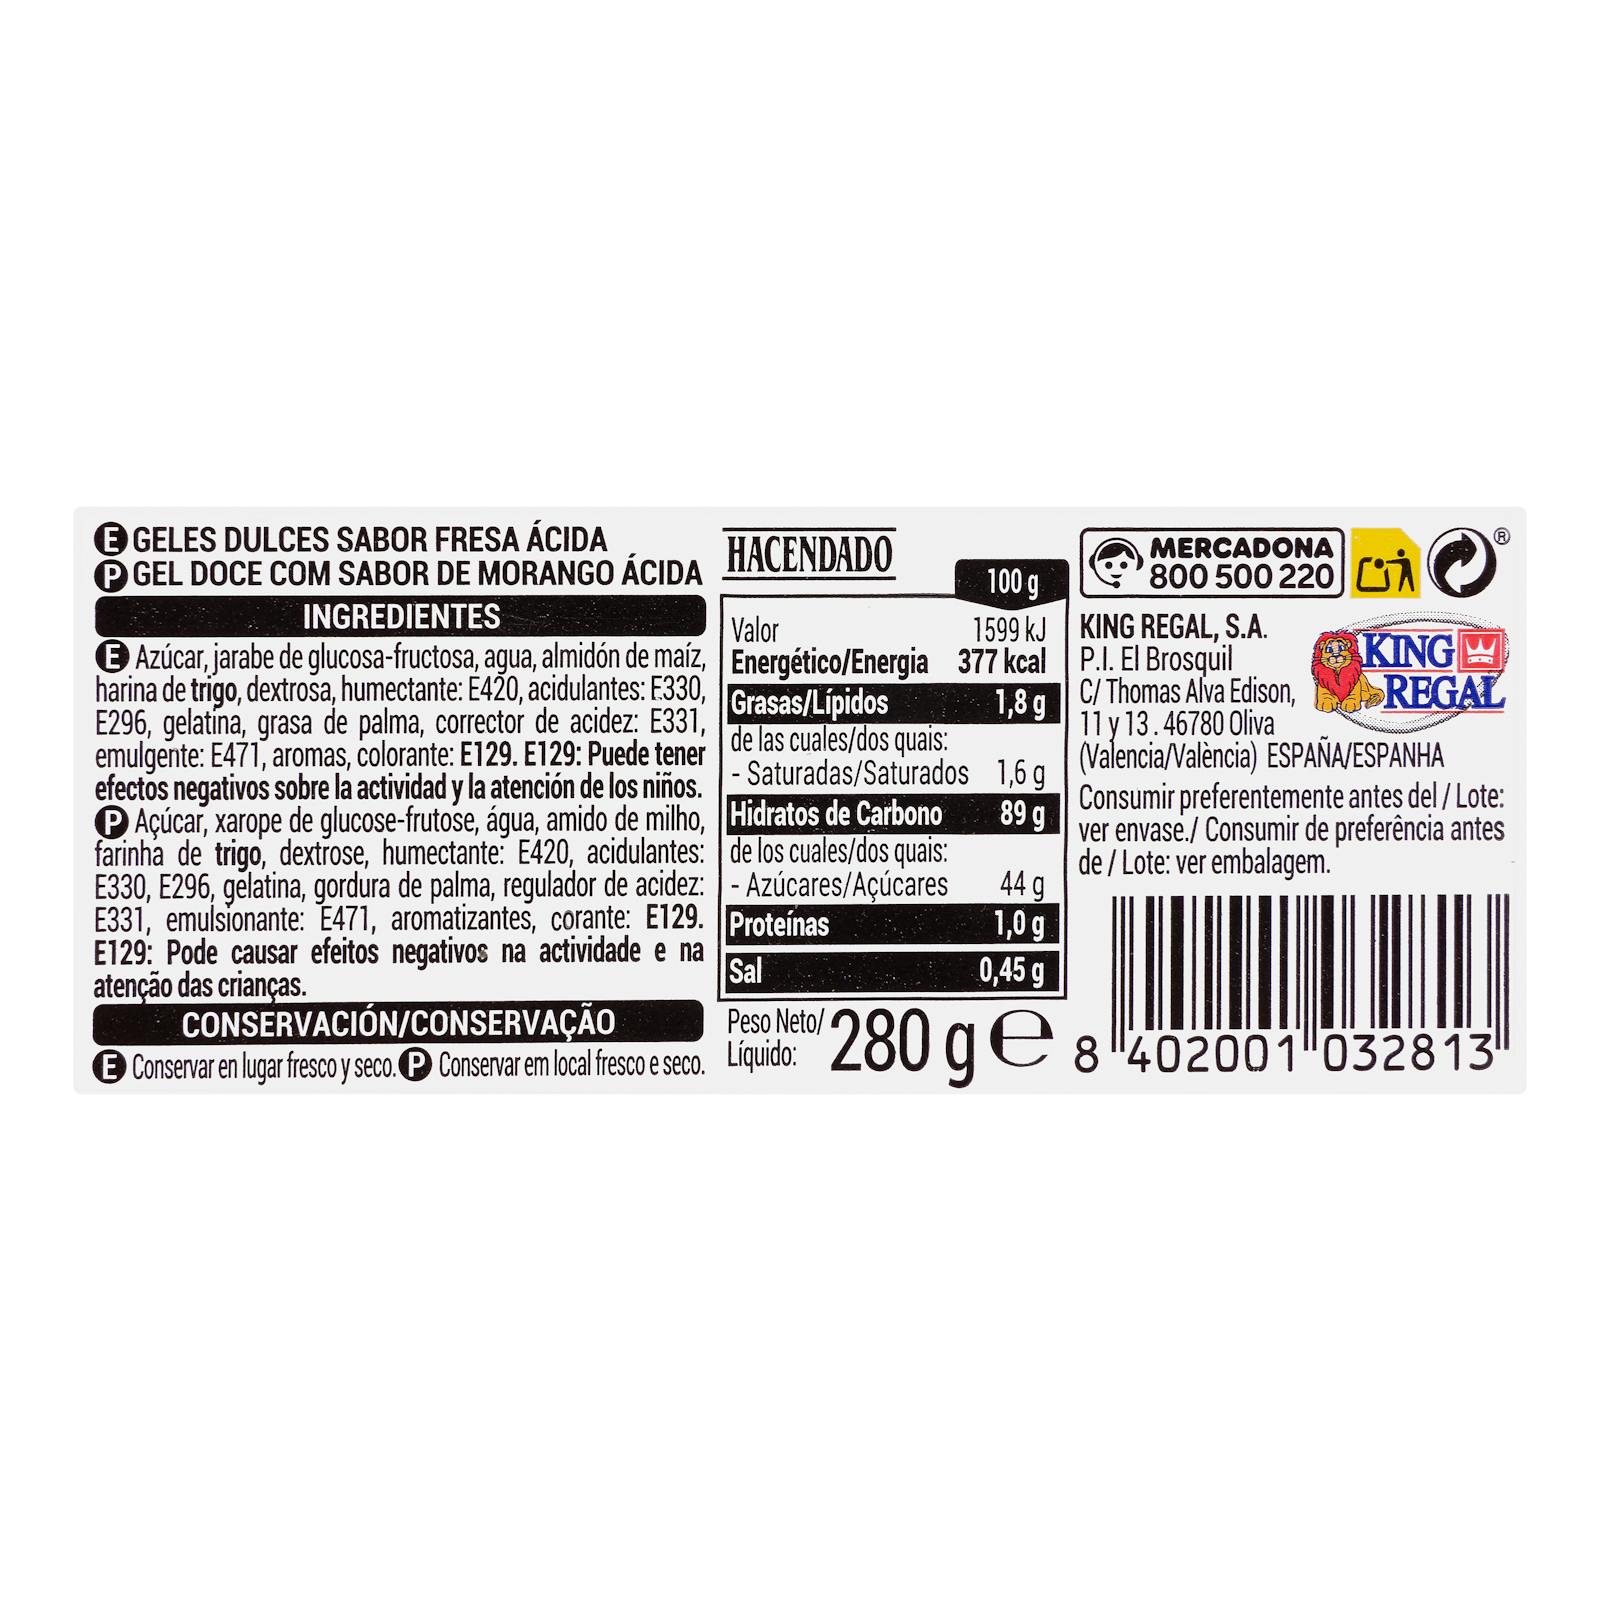 E GELES DULCES SABOR FRESA ÁCIDA
P GEL DOCE COM SABOR DE MORANGO ÁCIDA
INGREDIENTES
E Azúcar, jarabe de glucosa-fructosa, agua, almidón de maíz,
harina de trigo, dextrosa, humectante: E420, acidulantes: E330,
E296, gelatina, grasa de palma, corrector de acidez: E331,
emulgente: E471, aromas, colorante: E129. E129: Puede tener
efectos negativos sobre la actividad y la atención de los niños.
P Açúcar, xarope de glucose-frutose, água, amido de milho,
farinha de trigo, dextrose, humectante: E420, acidulantes:
E330, E296, gelatina, gordura de palma, regulador de acidez:
E331, emulsionante: E471, aromatizantes, corante: E129.
E129: Pode causar efeitos negativos na actividade e na
atenção das crianças.
CONSERVACIÓN/CONSERVAÇÃO
E Conservar en lugar fresco y seco. P Conservar em local fresco e seco.
HACENDADO
100 g
Valor 1599 kJ
Energético/Energia 377 kcal
Grasas/Lípidos 1,8 g
de las cuales/dos quais:
- Saturadas/Saturados 1,6 g
Hidratos de Carbono 89 g
de los cuales/dos quais:
- Azúcares/Açúcares 44 g
Proteínas 1,0 g
Sal 0,45 g
Peso Neto/
Líquido: 280 g e
MERCADONA
800 500 220
®
KING REGAL, S.A.
P.I. El Brosquil
C/ Thomas Alva Edison,
11 y 13. 46780 Oliva
(Valencia/València) ESPAÑA/ESPANHA
KING
REGAL
Consumir preferentemente antes del / Lote:
ver envase./ Consumir de preferência antes
de / Lote: ver embalagem.
8 402001 032813